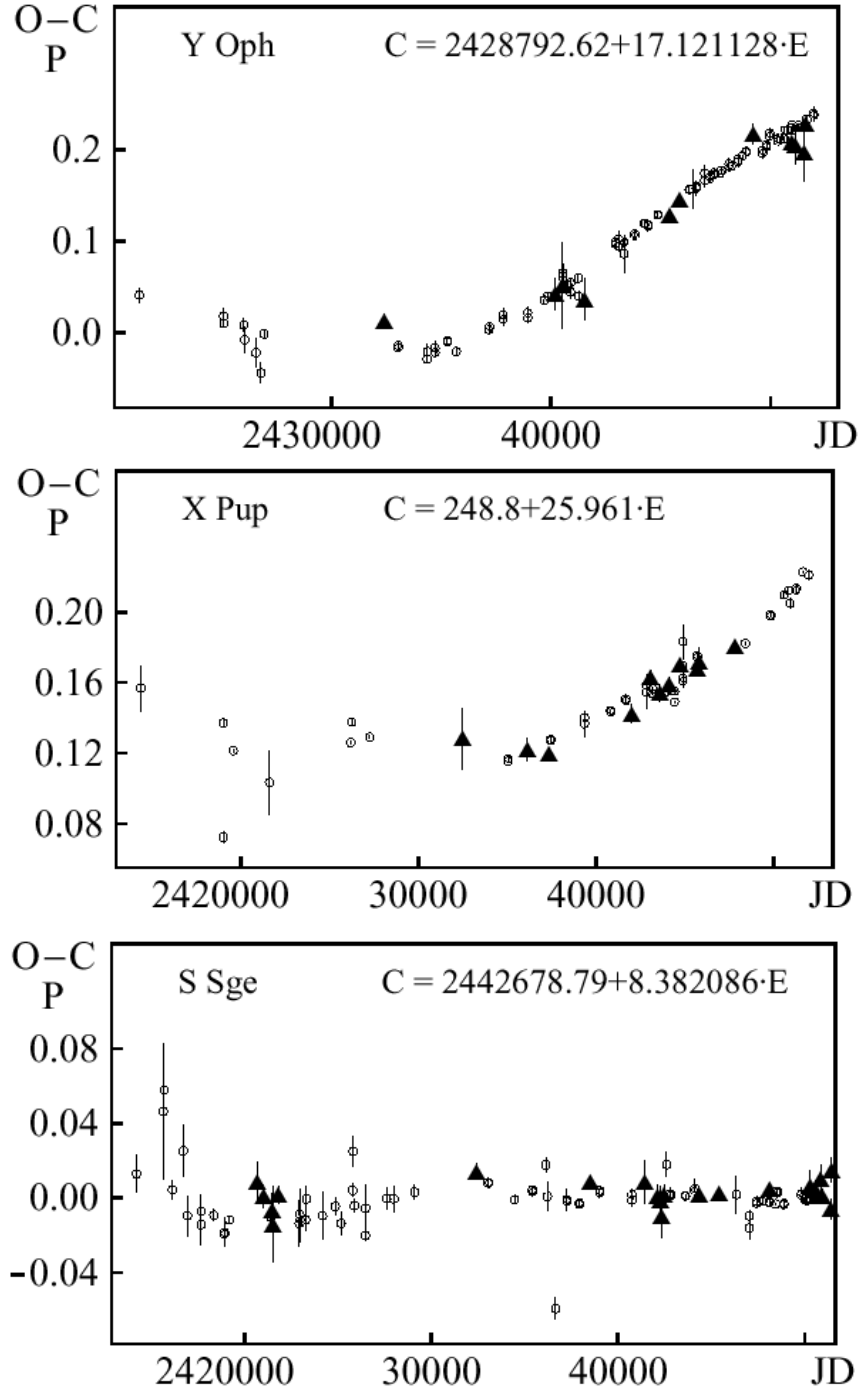 O−C
P
Y Oph C = 2428792.62+17.121128·E
0.2
0.1
0.0
2430000 40000 JD
O−C
P
X Pup C = 248.8+25.961·E
0.20
0.16
0.12
0.08
2420000 30000 40000 JD
O−C
P
S Sge C = 2442678.79+8.382086·E
0.08
0.04
0.00
−0.04
2420000 30000 40000 JD